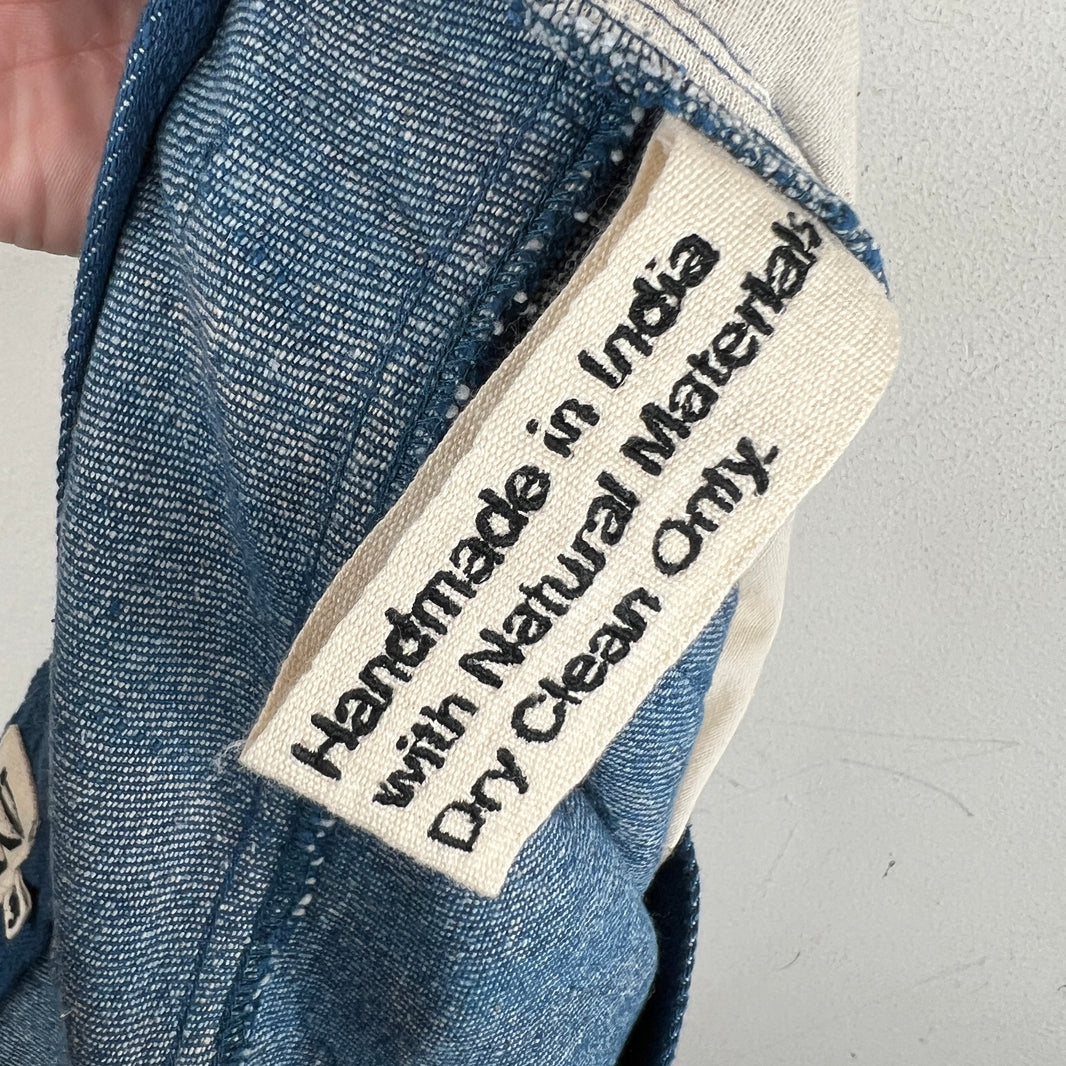 Handmade in India
with Natural Materials
Dry Clean Only.